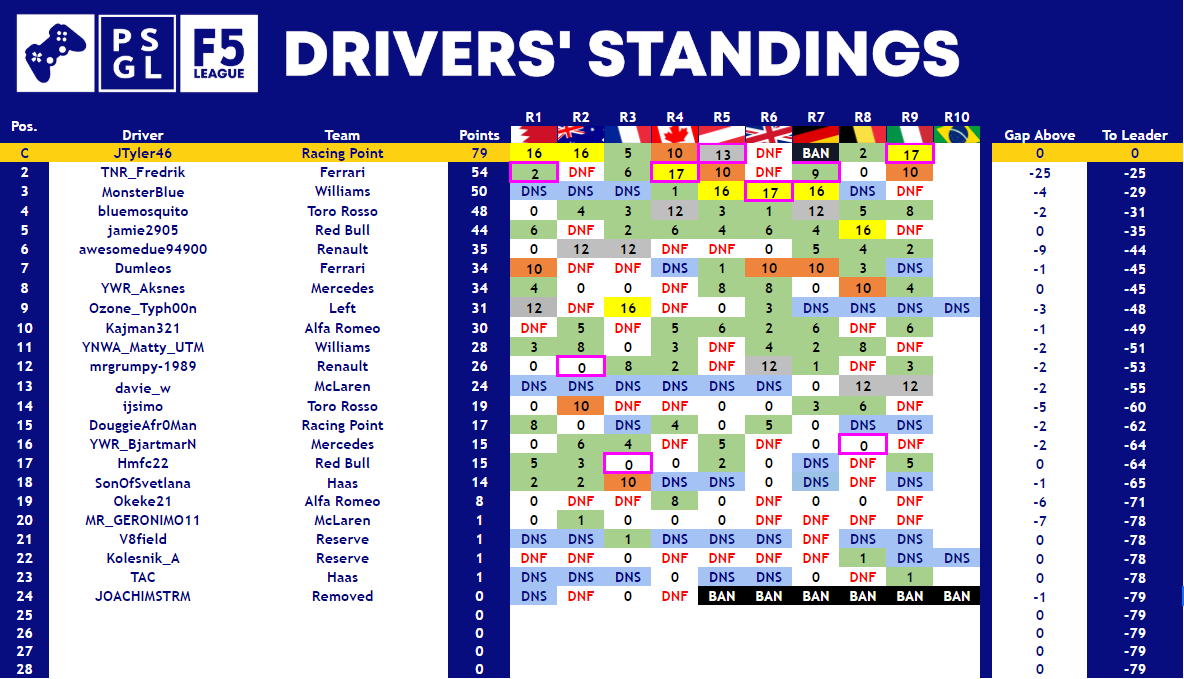 PS
GL
F5
LEAGUE
DRIVERS' STANDINGS
Pos. Driver Team Points R1 R2 R3 R4 R5 R6 R7 R8 R9 R10 Gap Above To Leader
C JTyler46 Racing Point 79 16 16 5 10 13 DNF BAN 2 17 0 0
2 TNR_Fredrik Ferrari 54 2 DNF 6 17 10 DNF 9 0 10 -25 -25
3 MonsterBlue Williams 50 DNS DNS DNS 1 16 17 16 DNS DNF -4 -29
4 bluemosquito Toro Rosso 48 0 4 3 12 3 1 12 5 8 -2 -31
5 jamie2905 Red Bull 44 6 DNF 2 6 4 6 4 16 DNF 0 -35
6 awesomedue94900 Renault 35 0 12 12 DNF DNF 0 5 4 2 -9 -44
7 Dumleos Ferrari 34 10 DNF DNF DNS 1 10 10 3 DNS -1 -45
8 YWR_Aksnes Mercedes 34 4 0 0 DNF 8 8 0 10 4 0 -45
9 Ozone_Typh00n Left 31 12 DNF 16 DNF 0 3 DNS DNS DNS DNS -3 -48
10 Kajman321 Alfa Romeo 30 DNF 5 DNF 5 6 2 6 DNF 6 -1 -49
11 YNWA_Matty_UTM Williams 28 3 8 0 3 DNF 4 2 8 DNF -2 -51
12 mrgrumpy-1989 Renault 26 0 0 8 2 DNF 12 1 DNF 3 -2 -53
13 davie_w McLaren 24 DNS DNS DNS DNS DNS DNS 0 12 12 -2 -55
14 ijsimo Toro Rosso 19 0 10 DNF DNF 0 0 3 6 DNF -5 -60
15 DouggieAfr0Man Racing Point 17 8 0 DNS 4 0 5 0 DNS DNS -2 -62
16 YWR_BjartmarN Mercedes 15 0 6 4 DNF 5 DNF 0 0 DNF -2 -64
17 Hmfc22 Red Bull 15 5 3 0 0 2 0 DNS DNF 5 0 -64
18 SonOfSvetlana Haas 14 2 2 10 DNS DNS 0 DNS DNF DNS -1 -65
19 Okeke21 Alfa Romeo 8 0 DNF DNF 8 0 DNF 0 0 DNF -6 -71
20 MR_GERONIMO11 McLaren 1 0 1 0 0 0 DNF DNF DNF DNF -7 -78
21 V8field Reserve 1 DNS DNS 1 DNS DNS DNS DNF DNS DNS 0 -78
22 Kolesnik_A Reserve 1 DNF DNF 0 DNF DNF DNF DNF 1 DNS DNS 0 -78
23 TAC Haas 1 DNS DNS DNS 0 DNS DNS 0 DNF 1 0 -78
24 JOACHIMSTRM Removed 0 DNS DNF 0 DNF BAN BAN BAN BAN BAN BAN -1 -79
25 0 0 -79
26 0 0 -79
27 0 0 -79
28 0 0 -79